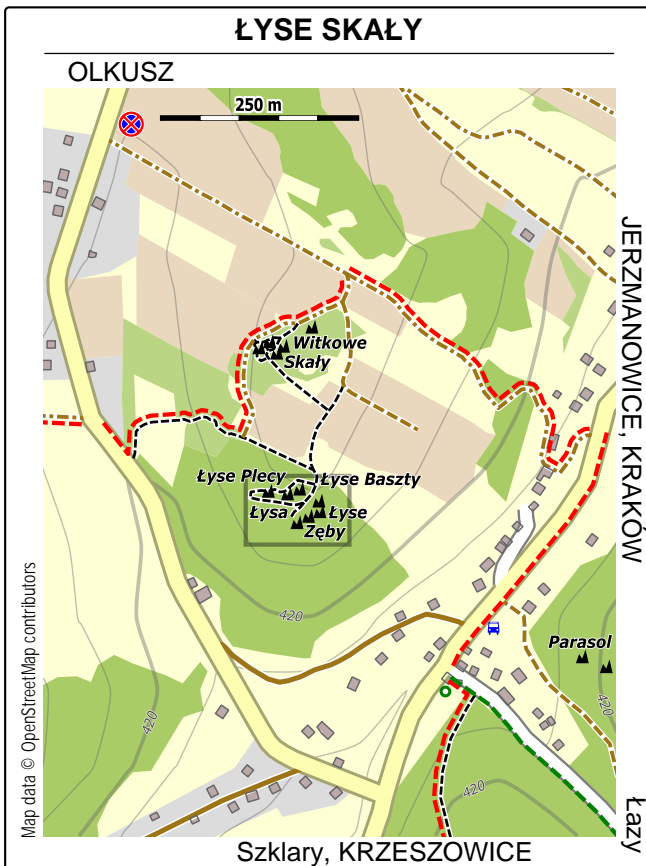 ŁYSE SKAŁY
OLKUSZ
250 m
JERZMANOWICE, KRAKÓW
Witkowe
Skały
Łyse Plecy
Łyse Baszty
Łysa
Łyse
Zęby
420
Parasol
420
420
420
Łazy
Map data © OpenStreetMap contributors
Szklary, KRZESZOWICE